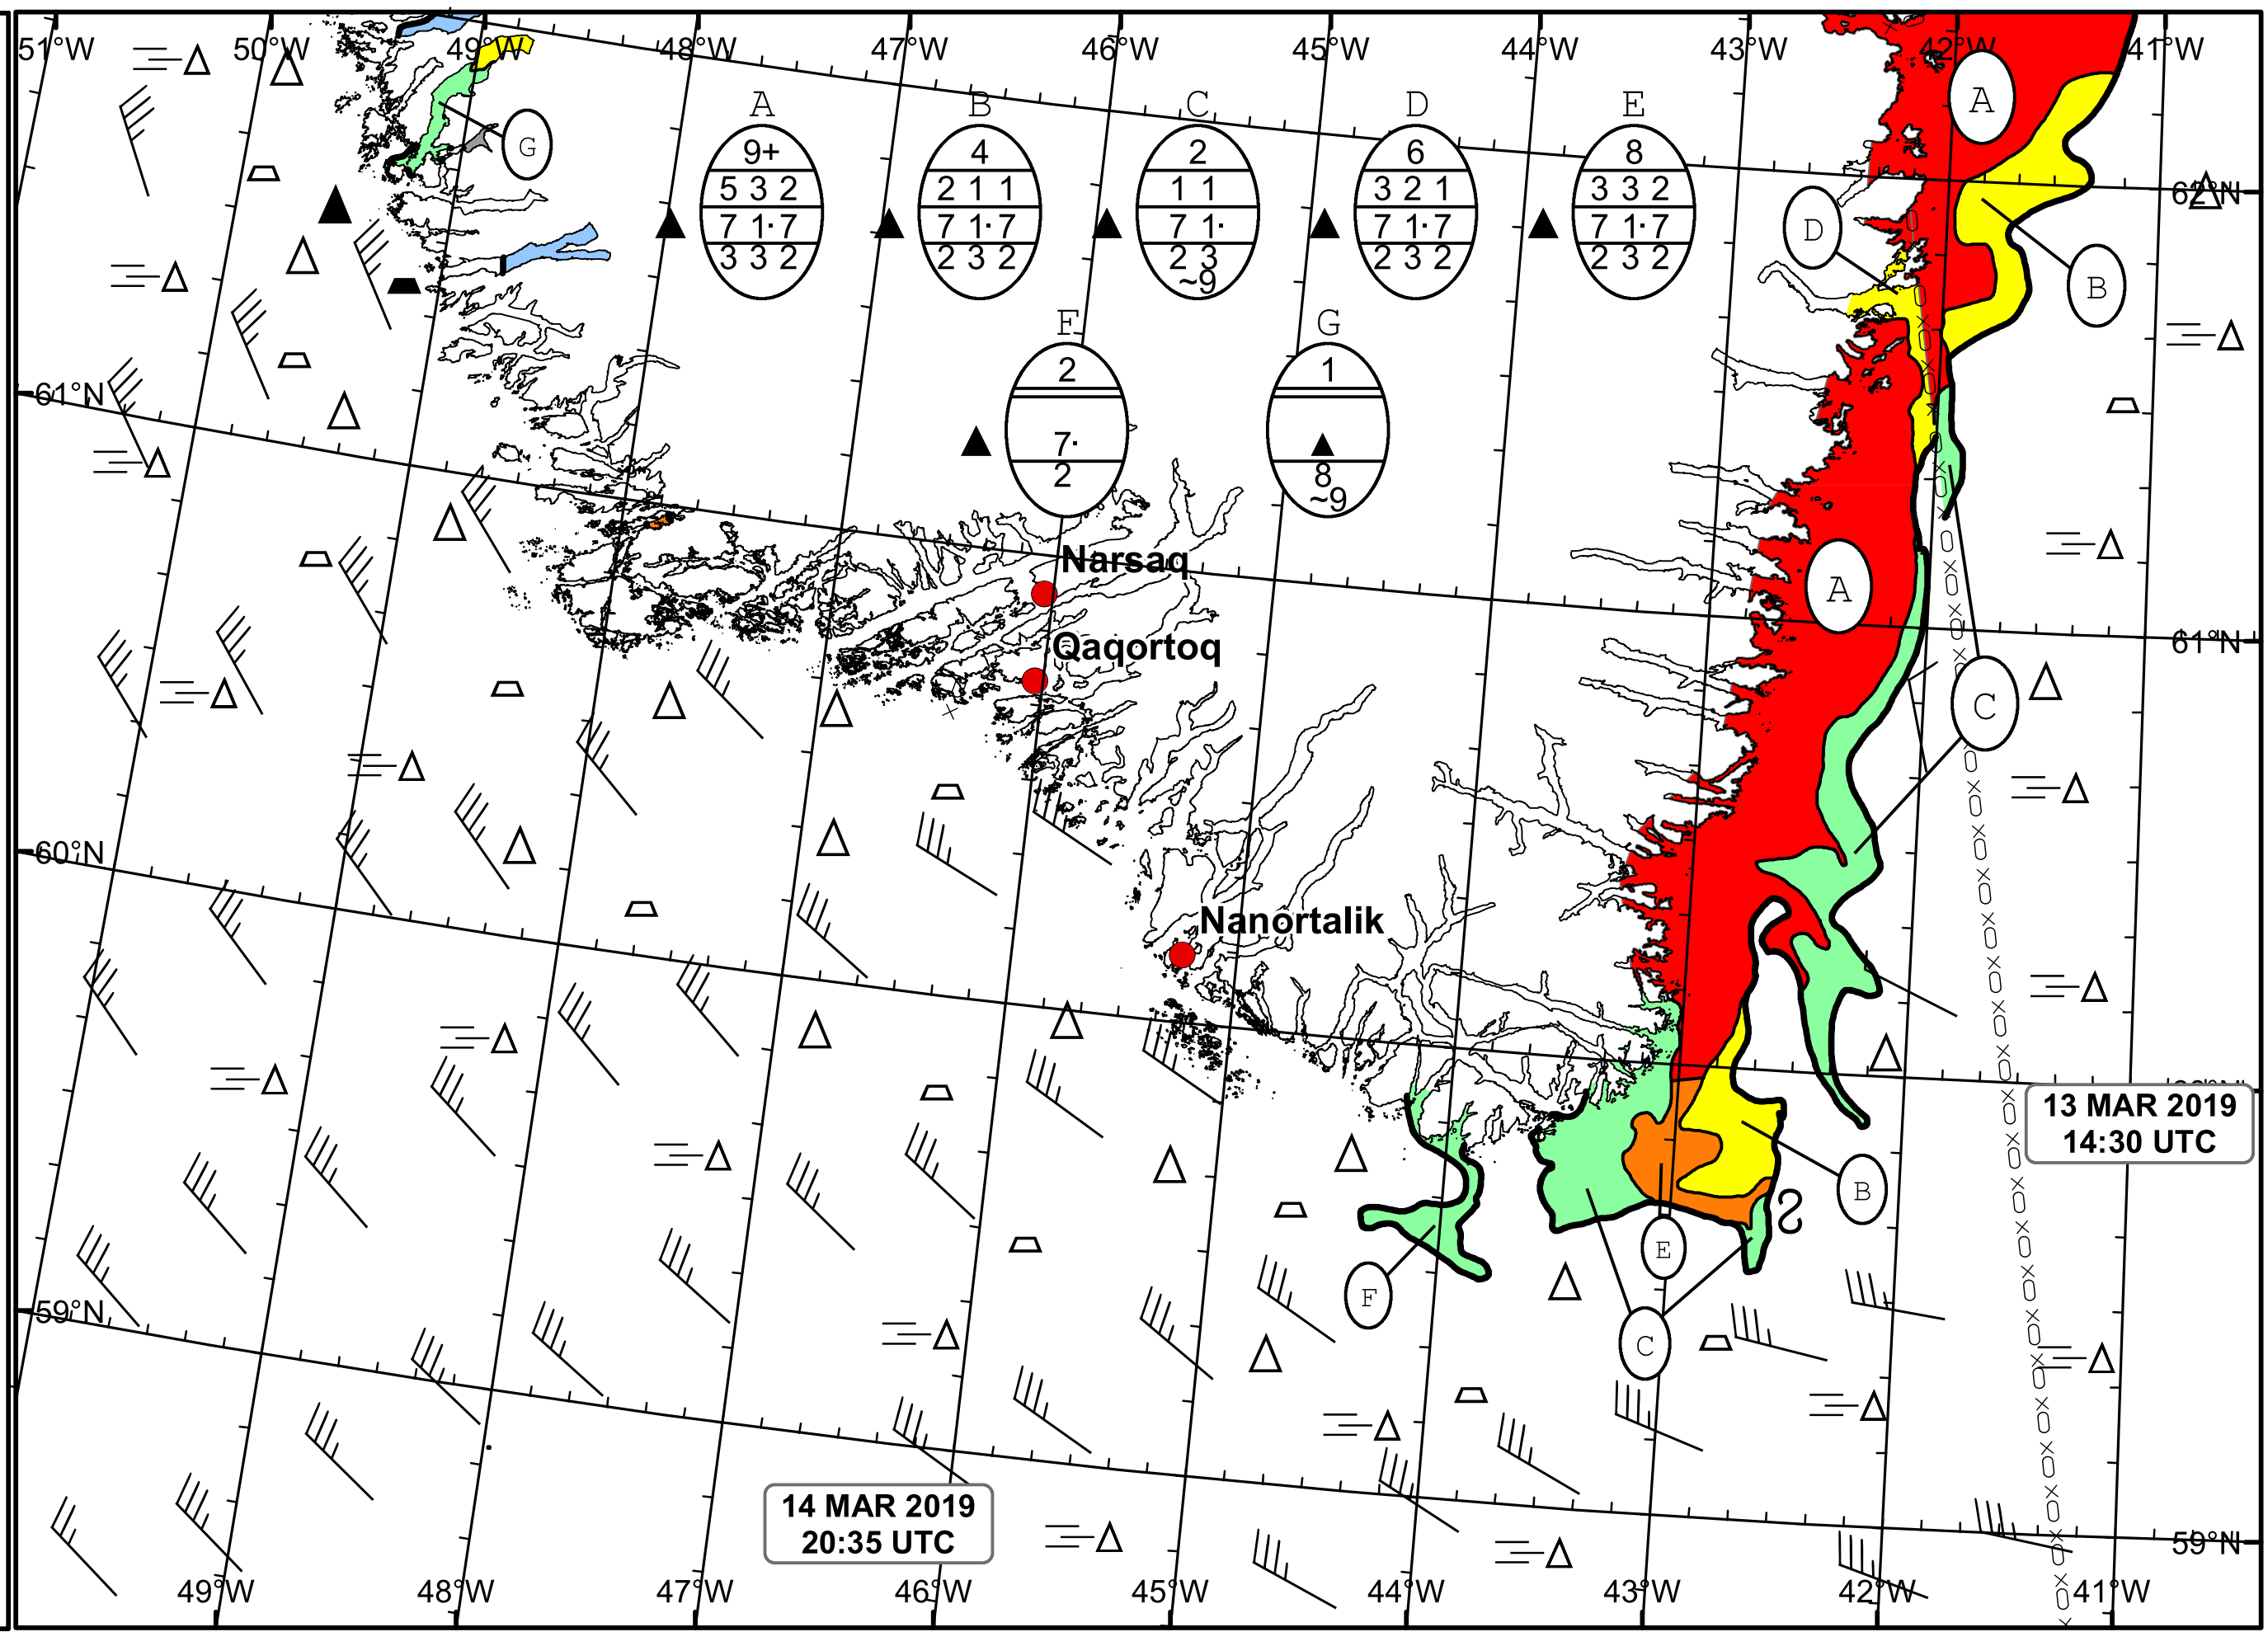 51°W 50°W 49°W 48°W 47°W 46°W 45°W 44°W 43°W 42°W 41°W
A B C D E
9+ 4 2 6 8
5 3 2 2 1 1 1 1 3 2 1 3 3 2
7 1·7 7 1·7 7 1· 7 1·7 7 1·7
3 3 2 2 3 2 2 3 2 3 2 2 3 2
~9
A
G
62°N
D
B
F G
2 1
61°N
7·
2 8
~9
Narsaq
A
61°N
Qaqortoq
C
60°N
Nanortalik
13 MAR 2019
14:30 UTC
B
E
F
59°N
C
14 MAR 2019
20:35 UTC
59°N
49°W 48°W 47°W 46°W 45°W 44°W 43°W 42°W 41°W